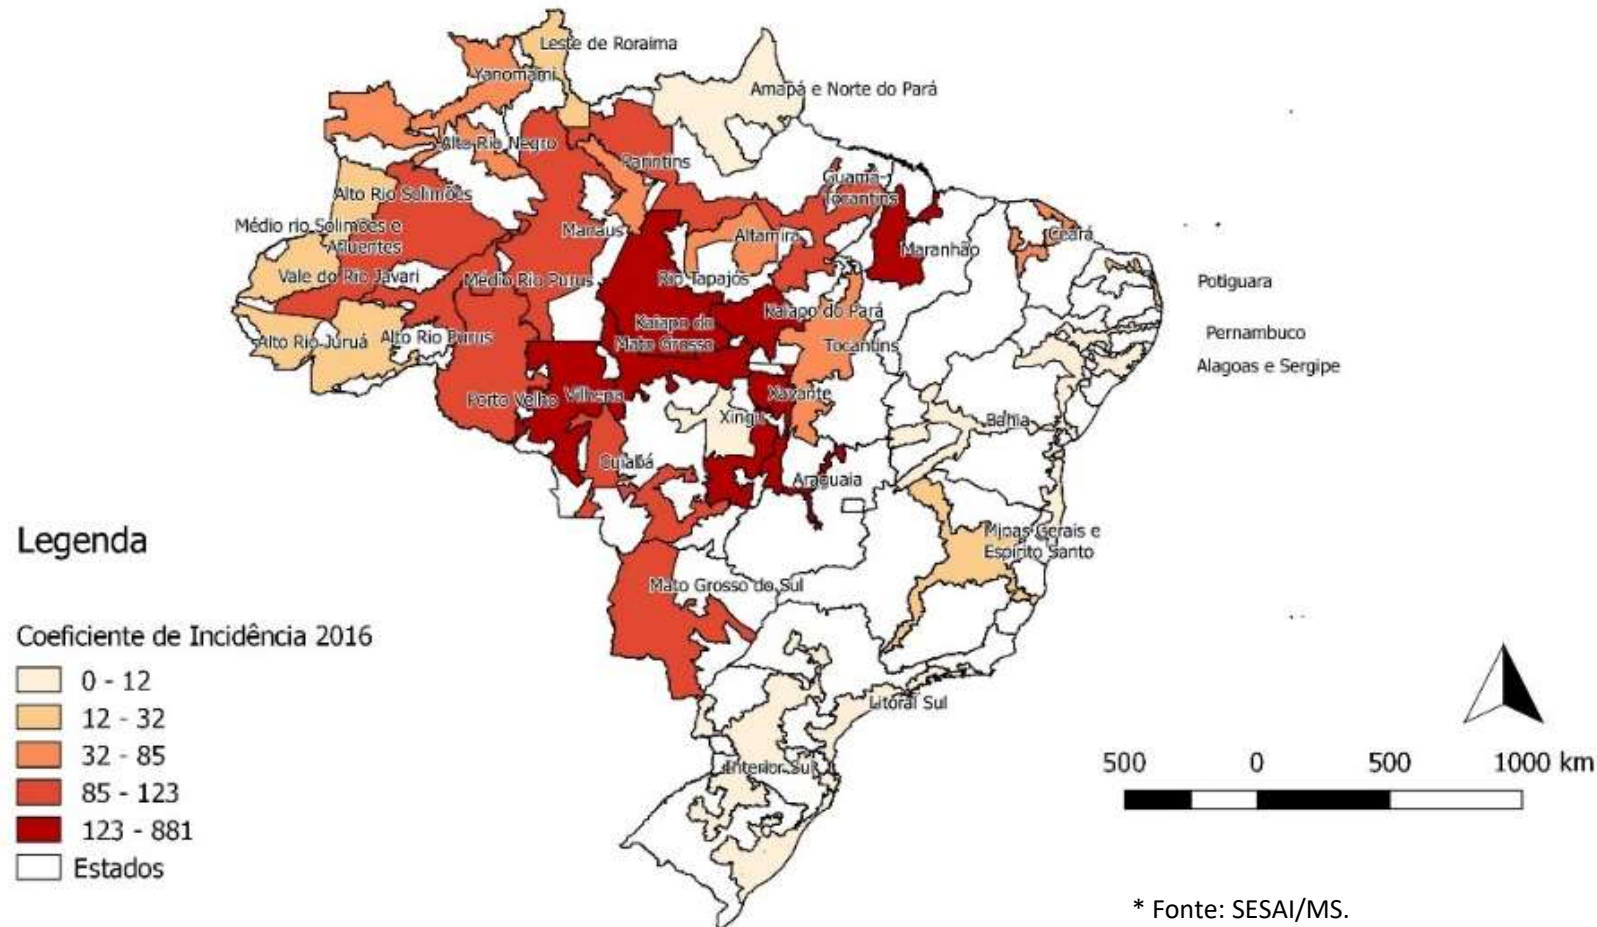 Leste de Roraima
Yanomami
Amapá e Norte do Pará
Alto Rio Negro
Parintins
Guamá-
Tocantins
Alto Rio Solimões
Médio rio Solimões e
Afluentes
Manaus
Altamira
Maranhão
Ceará
Vale do Rio Javari
Médio Rio Purus
Rio Tapajós
Potiguara
Kaiapo do Pará
Kaiapo do
Mato Grosso
Alto Rio Juruá
Alto Rio Purus
Tocantins
Pernambuco
Alagoas e Sergipe
Porto Velho
Vilhena
Xavante
Xingu
Bahia
Cuiabá
Araguaia
Minas Gerais e
Espírito Santo
Mato Grosso do Sul
Litoral Sul
Interior Sul
Legenda
Coeficiente de Incidência 2016
0 - 12
12 - 32
32 - 85
85 - 123
123 - 881
Estados
500 0 500 1000 km
* Fonte: SESAI/MS.